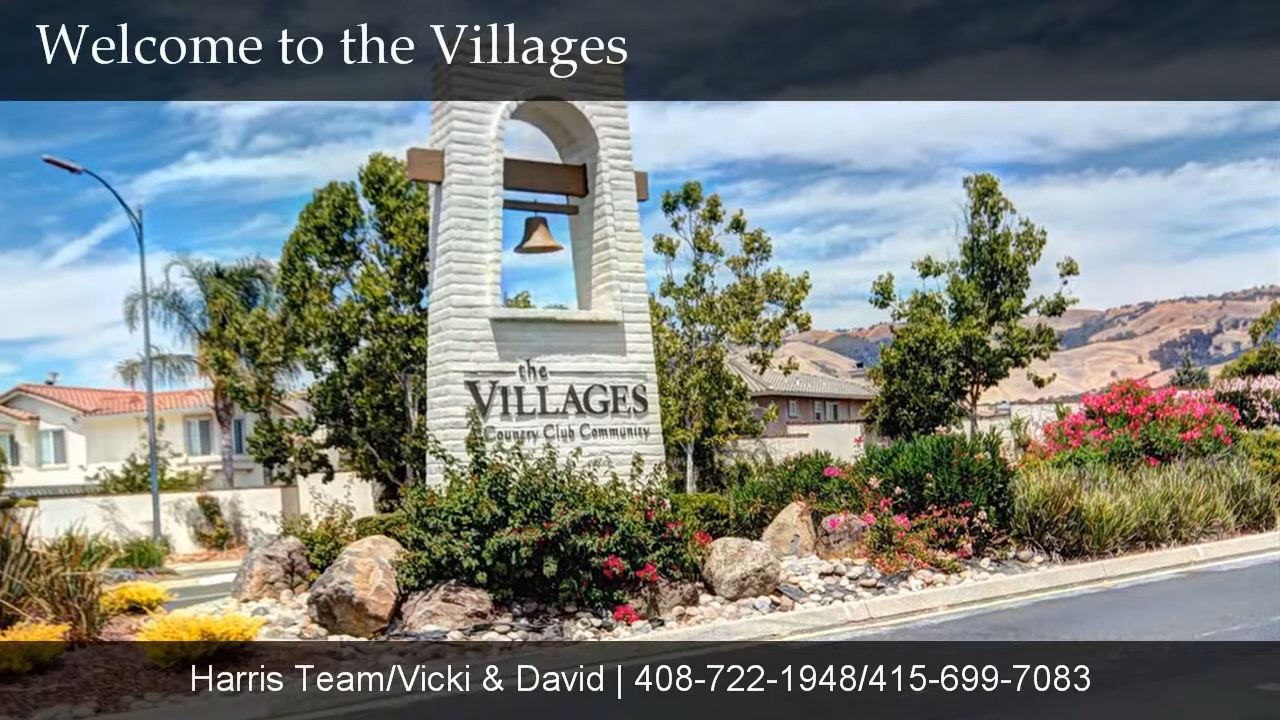 Welcome to the Villages
the
VILLAGES
Country Club Community
Harris Team/Vicki & David | 408-722-1948/415-699-7083